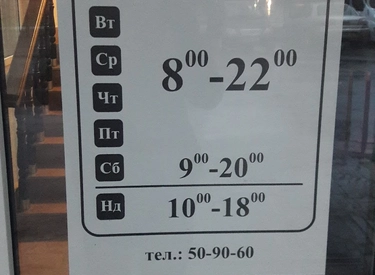 Вт
Ср
8⁰⁰-22⁰⁰
Чт
Пт
Сб 9⁰⁰-20⁰⁰
Нд 10⁰⁰-18⁰⁰
тел.: 50-90-60